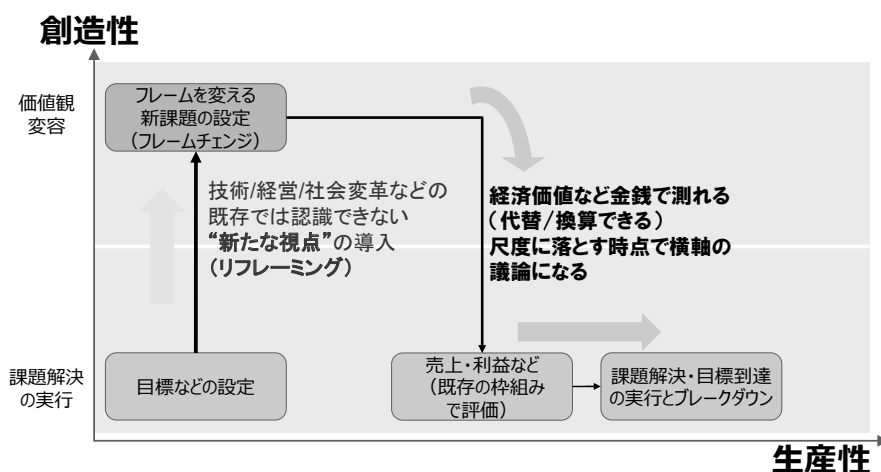 創造性
価値観
変容
フレームを変える
新課題の設定
(フレームチェンジ)
技術/経営/社会変革などの
既存では認識できない
“新たな視点”の導入
(リフレーミング)
経済価値など金銭で測れる
(代替/換算できる)
尺度に落とす時点で横軸の
議論になる
課題解決
の実行
目標などの設定
売上・利益など
(既存の枠組み
で評価)
課題解決・目標到達
の実行とブレークダウン
生産性